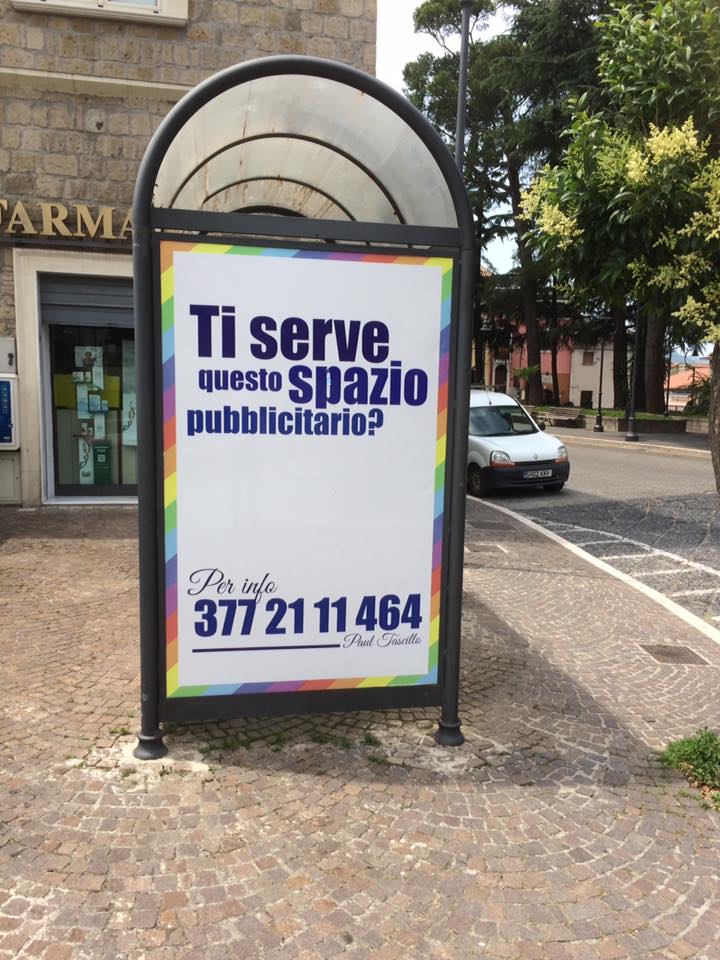 FARMA
Ti serve
questo spazio
pubblicitario?
Per info
377 21 11 464
Paul Tascillo